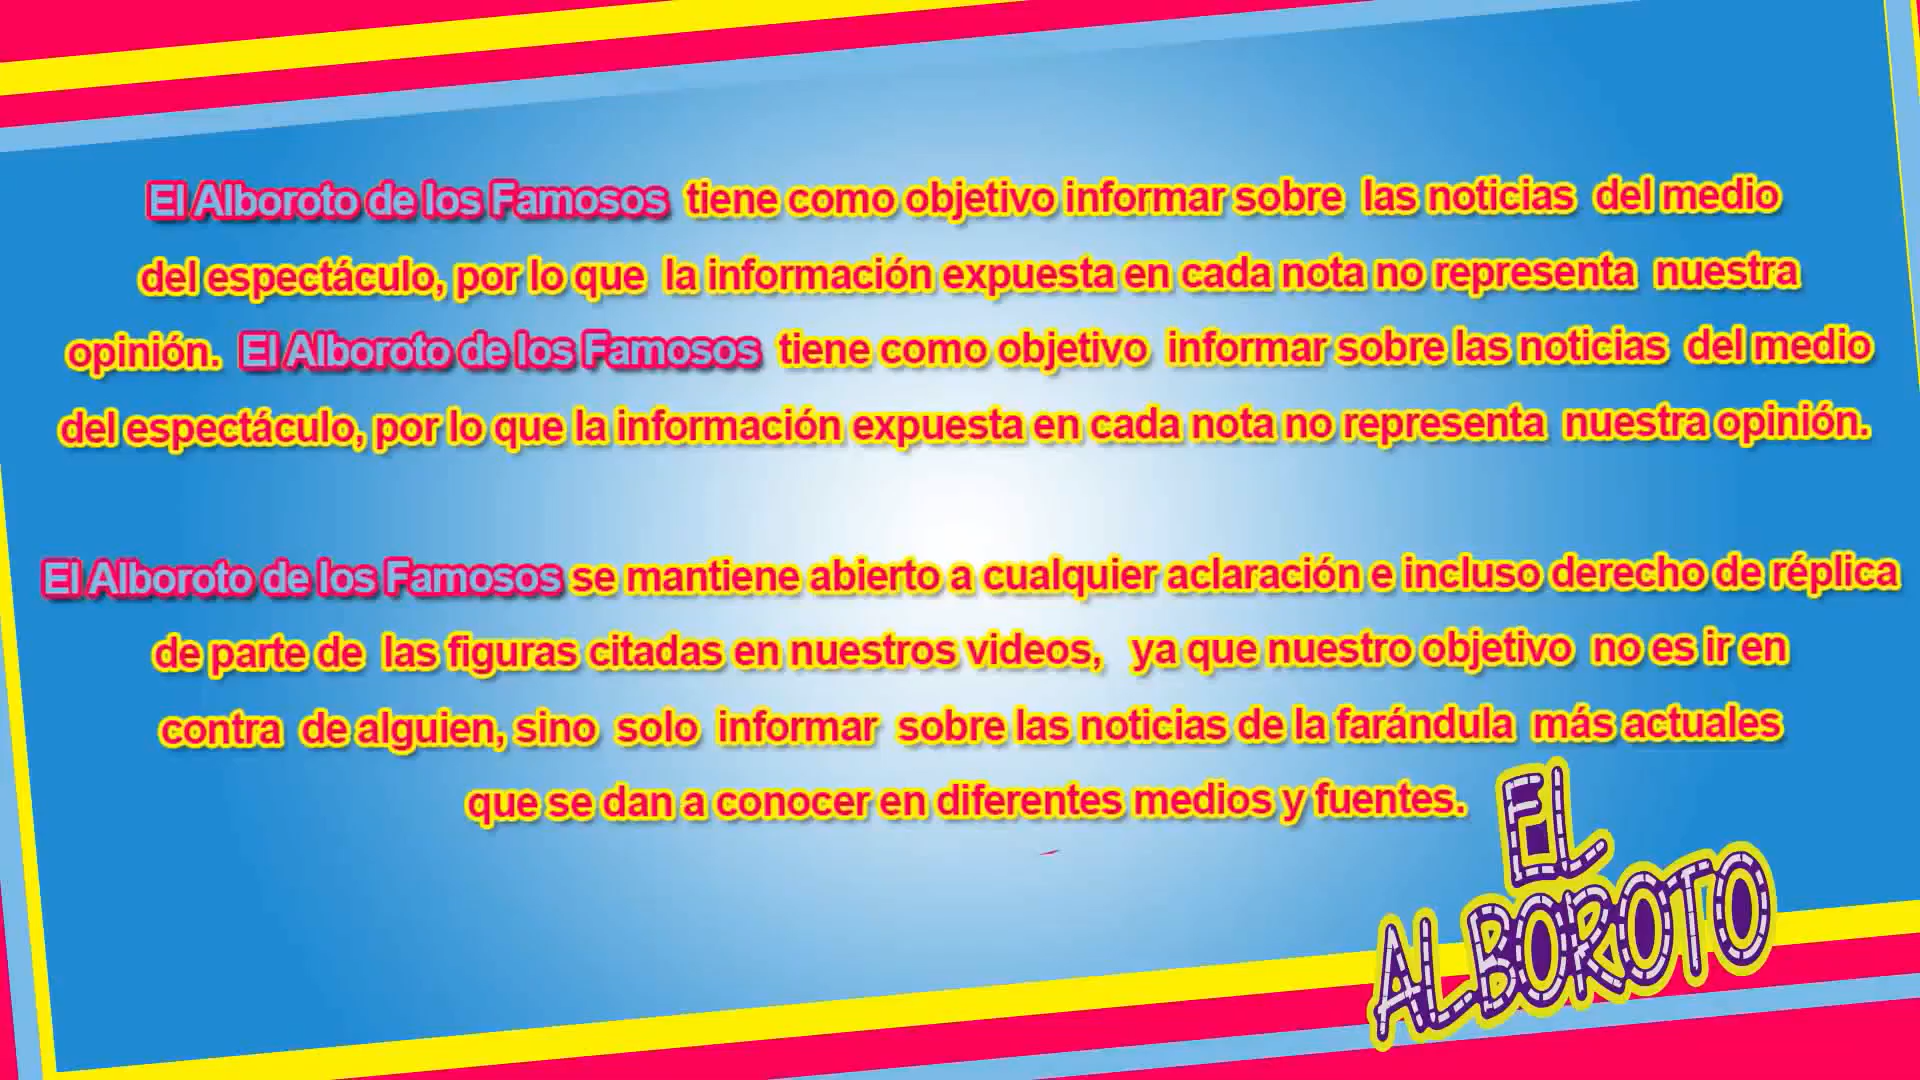 El Alboroto de los Famosos tiene como objetivo informar sobre las noticias del medio
del espectáculo, por lo que la información expuesta en cada nota no representa nuestra
opinión. El Alboroto de los Famosos tiene como objetivo informar sobre las noticias del medio
del espectáculo, por lo que la información expuesta en cada nota no representa nuestra opinión.
El Alboroto de los Famosos se mantiene abierto a cualquier aclaración e incluso derecho de réplica
de parte de las figuras citadas en nuestros videos, ya que nuestro objetivo no es ir en
contra de alguien, sino solo informar sobre las noticias de la farándula más actuales
que se dan a conocer en diferentes medios y fuentes.
EL
ALBOROTO